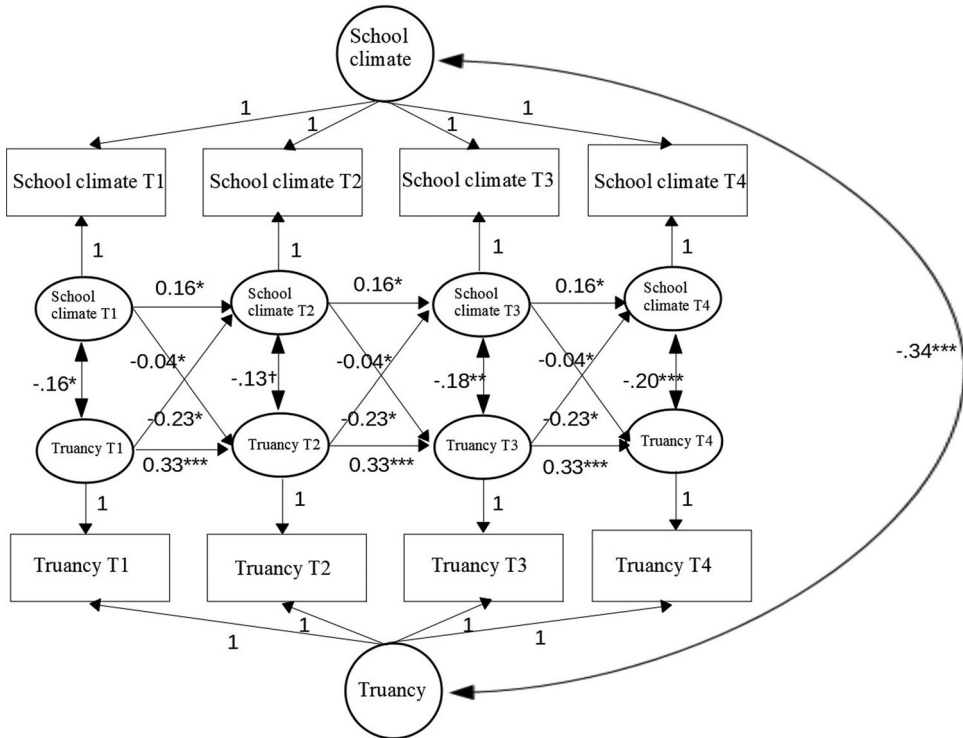 School
climate
1
1
1
1
School climate T1
School climate T2
School climate T3
School climate T4
1
1
1
1
School
climate T1
0.16*
School
climate T2
0.16*
School
climate T3
0.16*
School
climate T4
-.16*
-0.04*
-.13†
-0.04*
-.18**
-0.04*
-.20***
-.34***
-0.23*
-0.23*
-0.23*
Truancy T1
0.33***
Truancy T2
0.33***
Truancy T3
0.33***
Truancy T4
1
1
1
1
Truancy T1
Truancy T2
Truancy T3
Truancy T4
1
1
1
1
Truancy